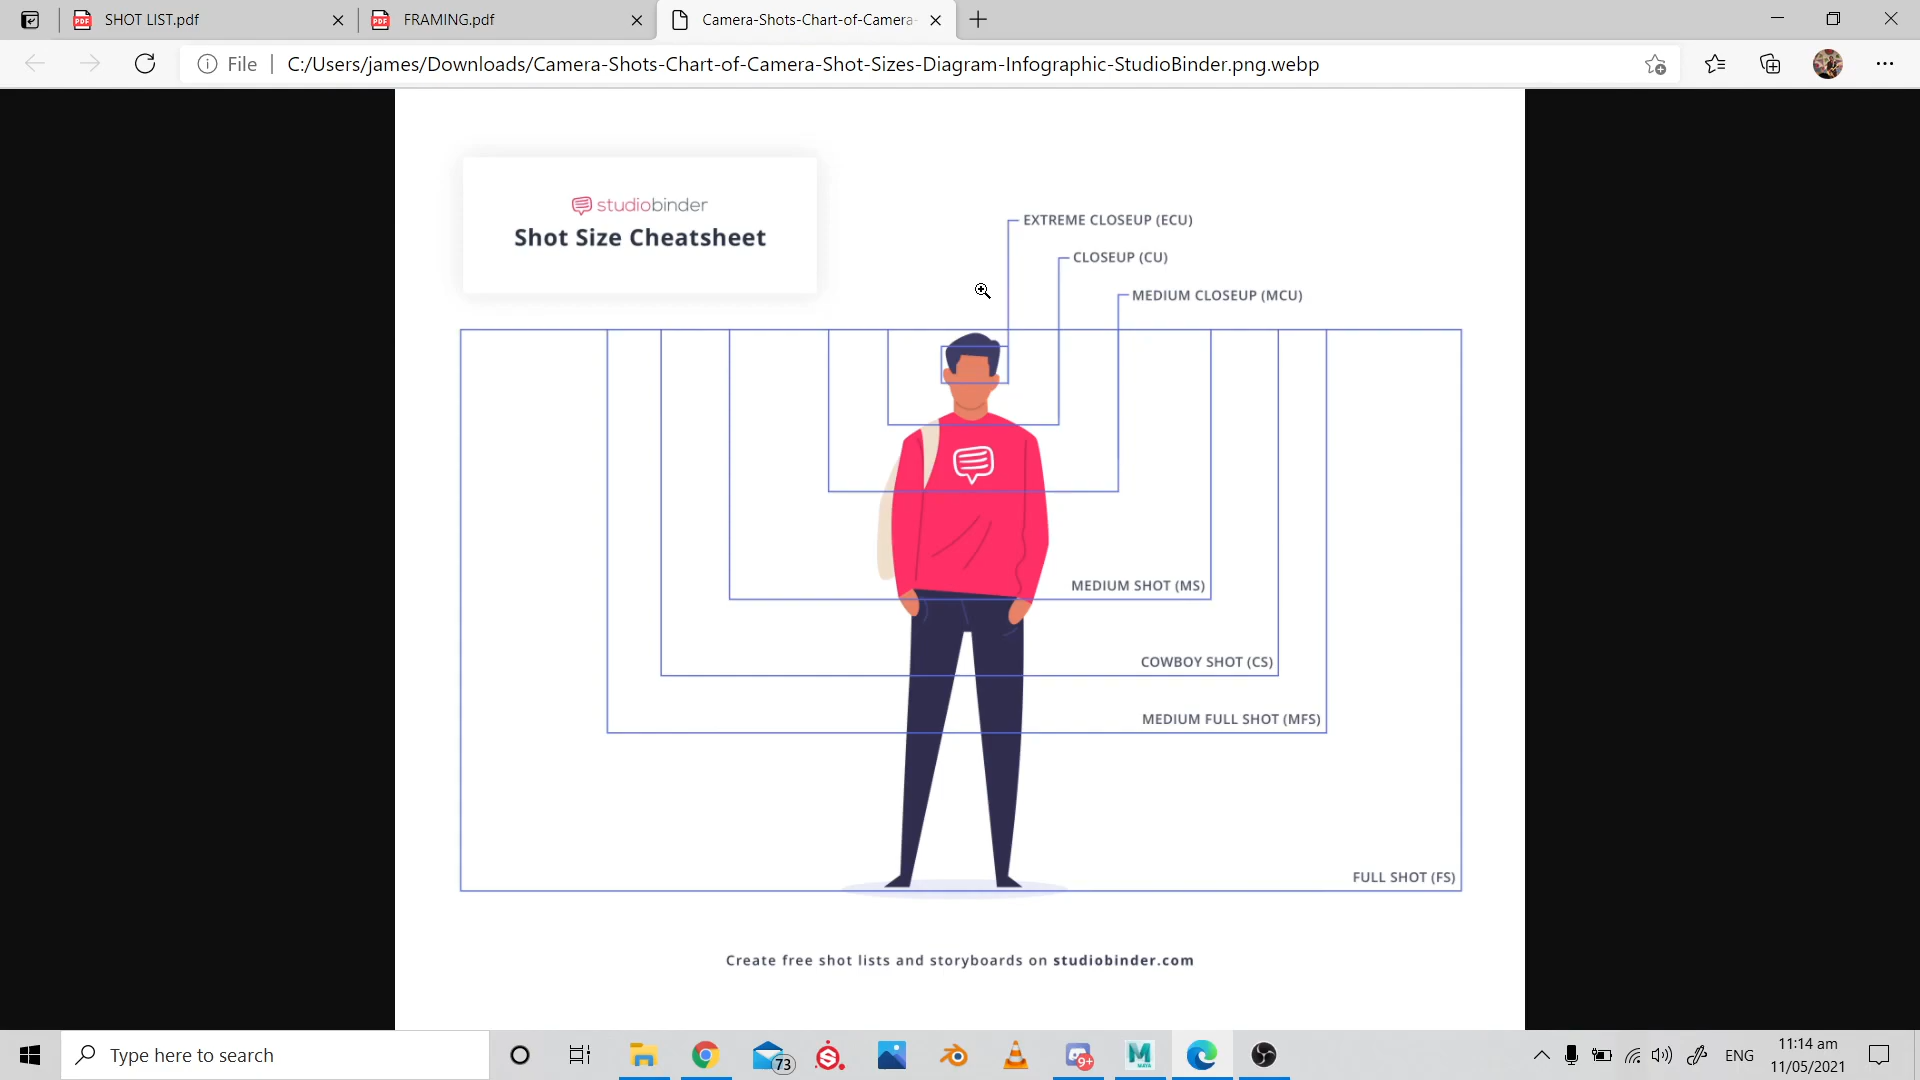 SHOT LIST.pdf
FRAMING.pdf
Camera-Shots-Chart-of-Camera-
File
C:/Users/james/Downloads/Camera-Shots-Chart-of-Camera-Shot-Sizes-Diagram-Infographic-StudioBinder.png.webp
studiobinder
Shot Size Cheatsheet
EXTREME CLOSEUP (ECU)
CLOSEUP (CU)
MEDIUM CLOSEUP (MCU)
MEDIUM SHOT (MS)
COWBOY SHOT (CS)
MEDIUM FULL SHOT (MFS)
FULL SHOT (FS)
Create free shot lists and storyboards on studiobinder.com
Type here to search
73
9+
M
MAYA
ENG
11:14 am
11/05/2021